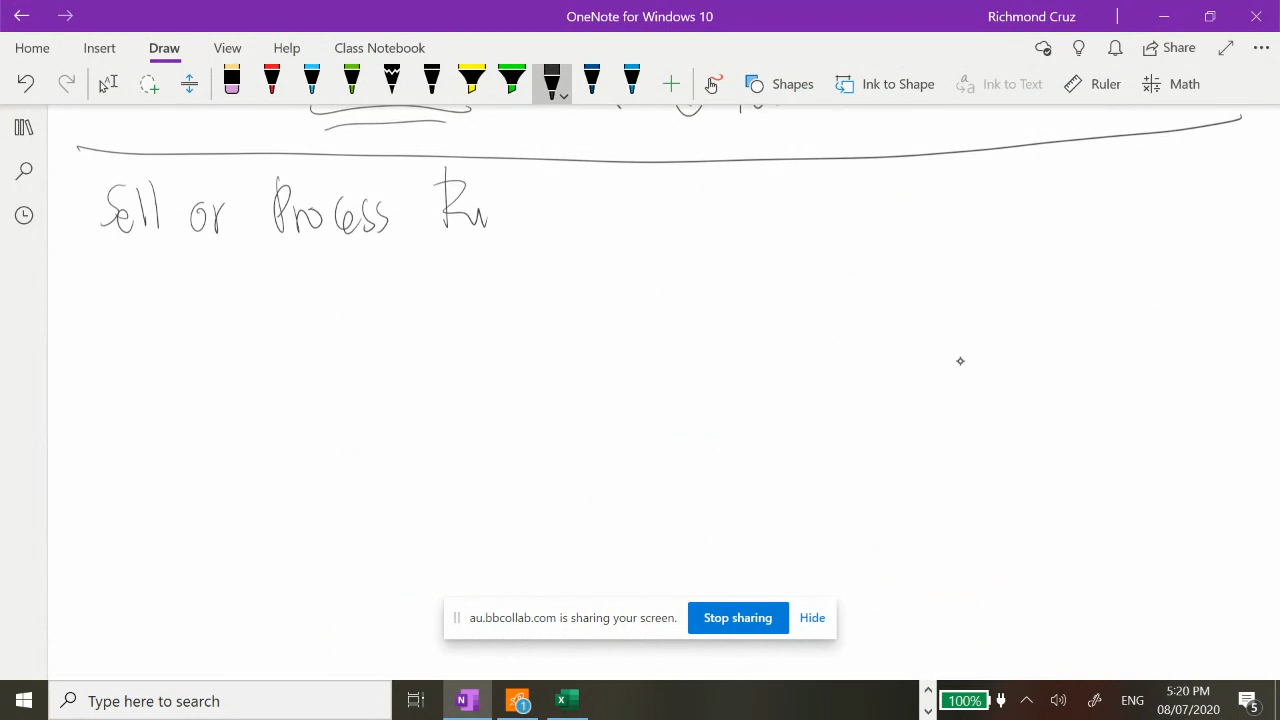 OneNote for Windows 10
Richmond Cruz
Home Insert Draw View Help Class Notebook
Share
Shapes Ink to Shape Ink to Text Ruler Math
Sell or Process
au.bbcollab.com is sharing your screen. Stop sharing Hide
Type here to search
N
1
X
100%
ENG
5:20 PM
08/07/2020
5